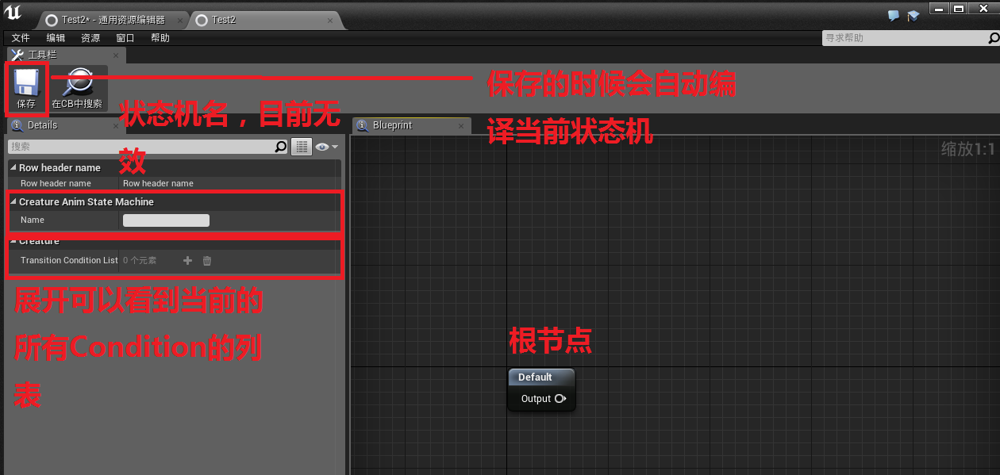 Test2* - 通用资源编辑器
Test2
文件 编辑 资源 窗口 帮助
寻求帮助
工具栏
保存
在CB中搜索
保存的时候会自动编
译当前状态机
状态机名，目前无
效
Details
搜索
Row header name
Row header name Row header name
Creature Anim State Machine
Name
Creature
Transition Condition List 0 个元素
展开可以看到当前的
所有Condition的列
表
Blueprint
缩放1:1
根节点
Default
Output